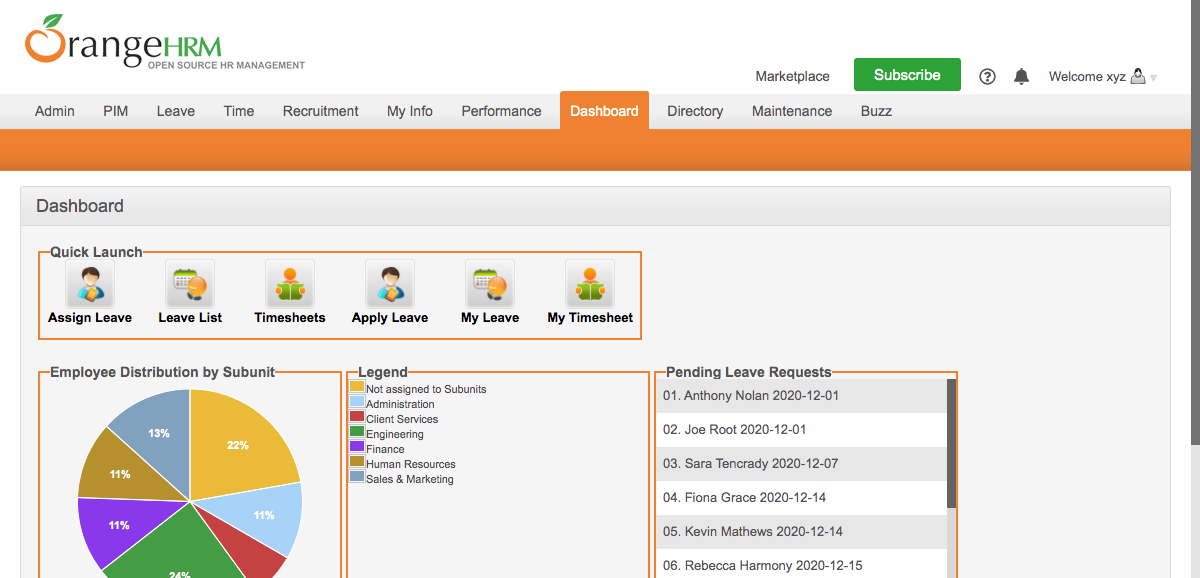 OrangeHRM
OPEN SOURCE HR MANAGEMENT
Marketplace Subscribe ? Welcome xyz
Admin PIM Leave Time Recruitment My Info Performance Dashboard Directory Maintenance Buzz
Dashboard
Quick Launch
Assign Leave Leave List Timesheets Apply Leave My Leave My Timesheet
Employee Distribution by Subunit
13%
22%
11%
11%
11%
24%
Legend
Not assigned to Subunits
Administration
Client Services
Engineering
Finance
Human Resources
Sales & Marketing
Pending Leave Requests
01. Anthony Nolan 2020-12-01
02. Joe Root 2020-12-01
03. Sara Tencrady 2020-12-07
04. Fiona Grace 2020-12-14
05. Kevin Mathews 2020-12-14
06. Rebecca Harmony 2020-12-15